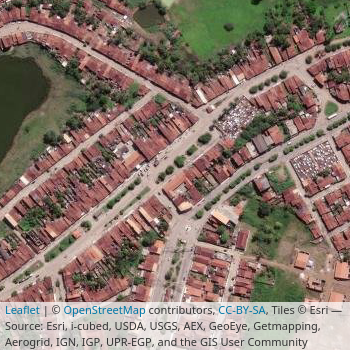 Leaflet | © OpenStreetMap contributors, CC-BY-SA, Tiles © Esri —
Source: Esri, i-cubed, USDA, USGS, AEX, GeoEye, Getmapping,
Aerogrid, IGN, IGP, UPR-EGP, and the GIS User Community